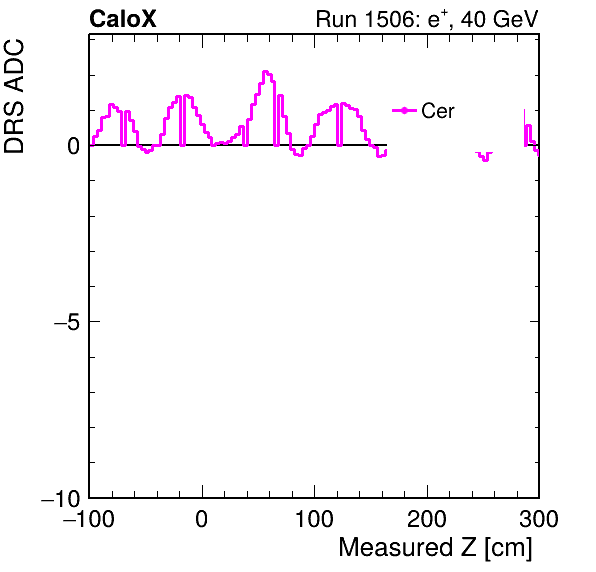 CaloX Run 1506: e⁺, 40 GeV
DRS ADC
Cer
0
−5
−10
−100 0 100 200 300
Measured Z [cm]